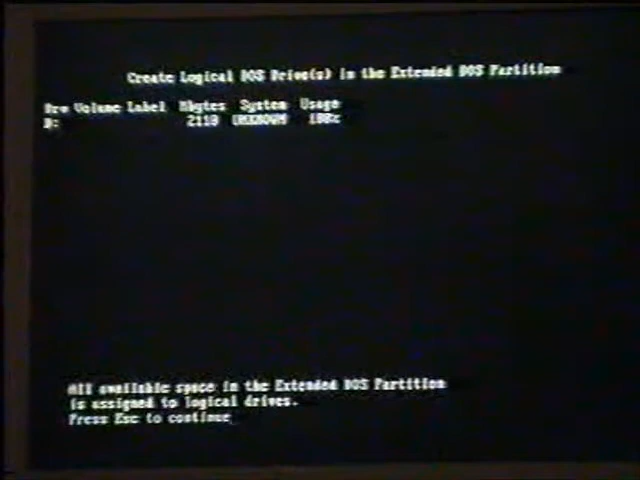 Create Logical DOS Drive(s) in the Extended DOS Partition
Drv Volume Label Mbytes System Usage
D: UNKNOWN 100%
All available space in the Extended DOS Partition
is assigned to logical drives.
Press Esc to continue